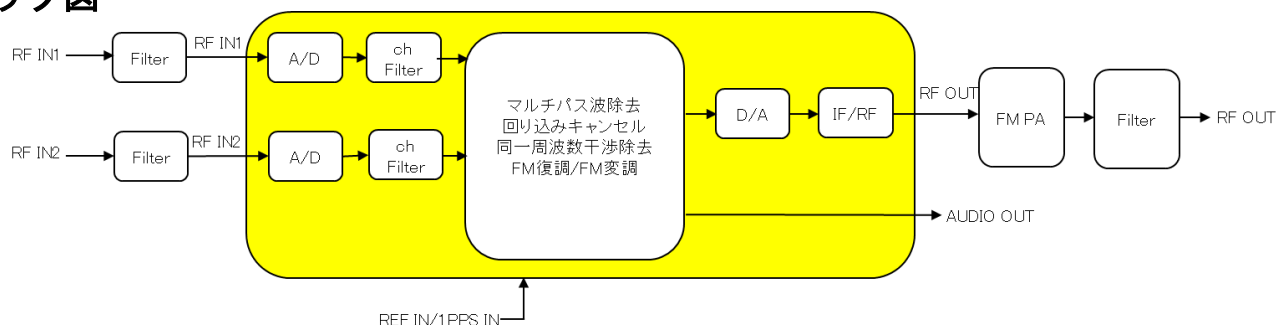 ック図
RF IN1
Filter
RF IN1
A/D
ch
Filter
RF IN2
Filter
RF IN2
A/D
ch
Filter
マルチパス波除去
回り込みキャンセル
同一周波数干渉除去
FM復調/FM変調
D/A
IF/RF
RF OUT
FM PA
Filter
RF OUT
AUDIO OUT
REF IN/1PPS IN